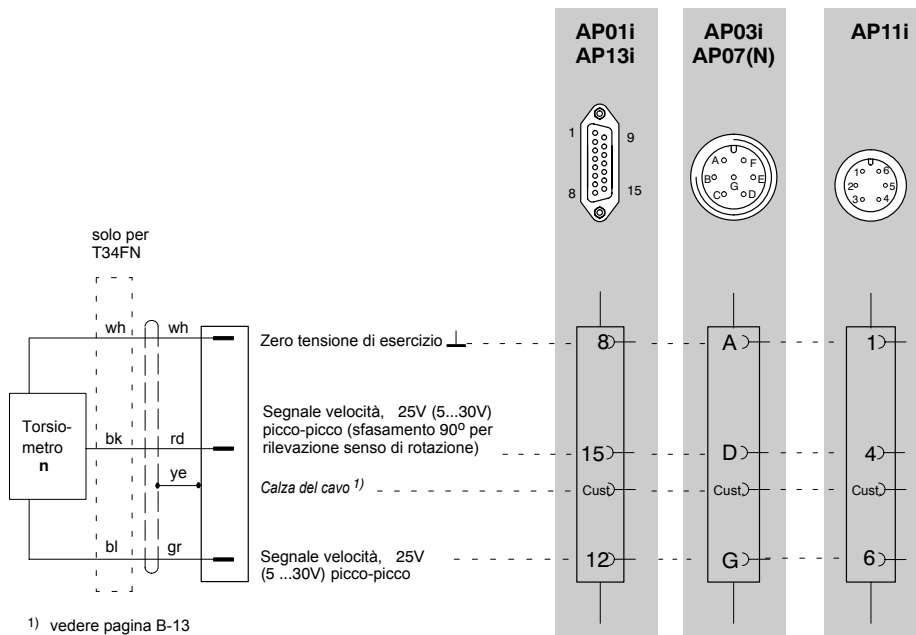 AP01i
AP13i
AP03i
AP07(N)
AP11i
1
9
8
15
A
F
B
G
E
C
D
1
6
2
5
3
4
solo per
T34FN
wh
wh
Zero tensione di esercizio
8
A
1
Torsio-
metro
n
bk
rd
Segnale velocità, 25V (5...30V)
picco-picco (sfasamento 90º per
rilevazione senso di rotazione)
15
D
4
ye
Calza del cavo 1)
Cust.
Cust.
Cust.
bl
gr
Segnale velocità, 25V
(5 ...30V) picco-picco
12
G
6
1) vedere pagina B-13